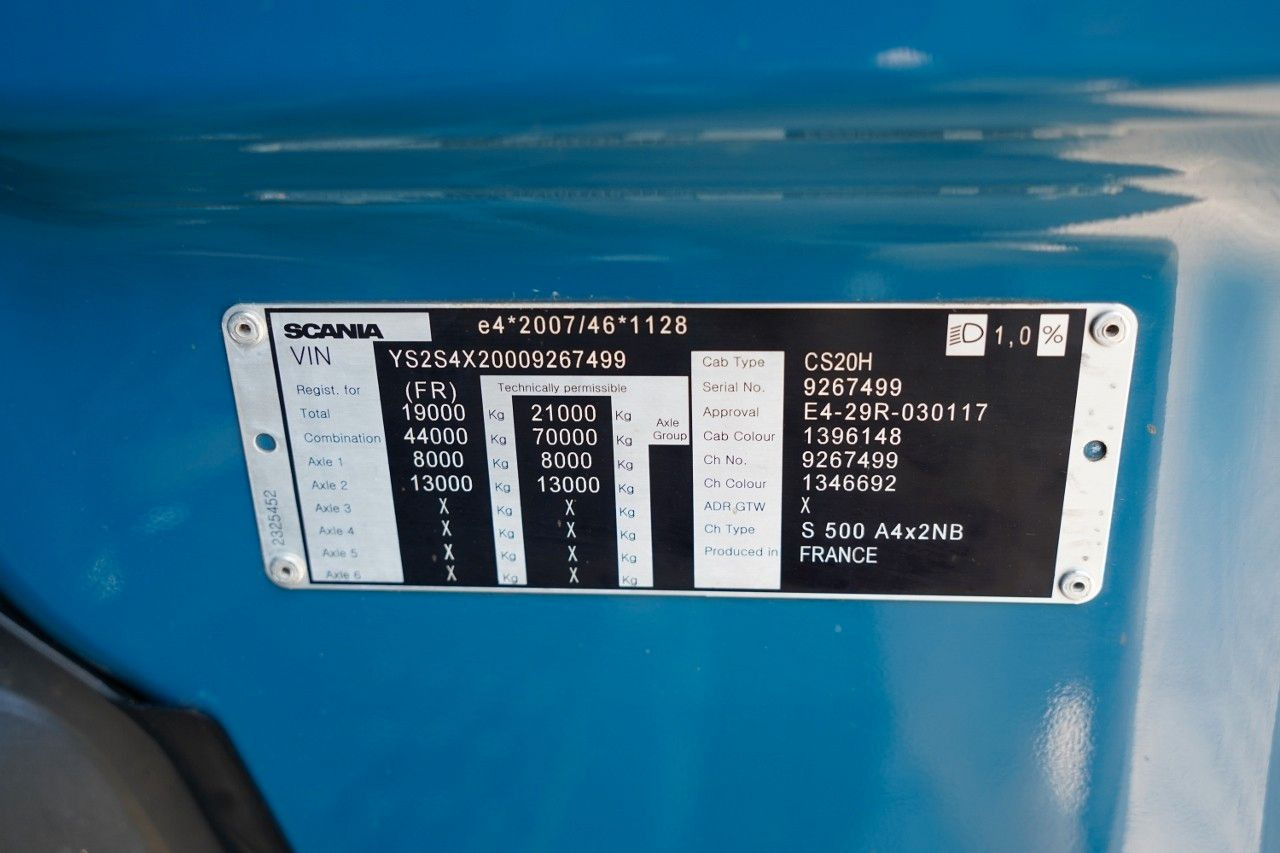 SCANIA e4*2007/46*1128 1,0 %
VIN YS2S4X20009267499
Regist. for (FR) Technically permissible
Total 19000 Kg 21000 Kg Axle Group
Combination 44000 Kg 70000 Kg
Axle 1 8000 Kg 8000 Kg
Axle 2 13000 Kg 13000 Kg
Axle 3 X Kg X Kg
Axle 4 X Kg X Kg
Axle 5 X Kg X Kg
Axle 6 X Kg X Kg
Cab Type CS20H
Serial No. 9267499
Approval E4-29R-030117
Cab Colour 1396148
Ch No. 9267499
Ch Colour 1346692
ADR GTW X
Ch Type S 500 A4x2NB
Produced in FRANCE
2325452